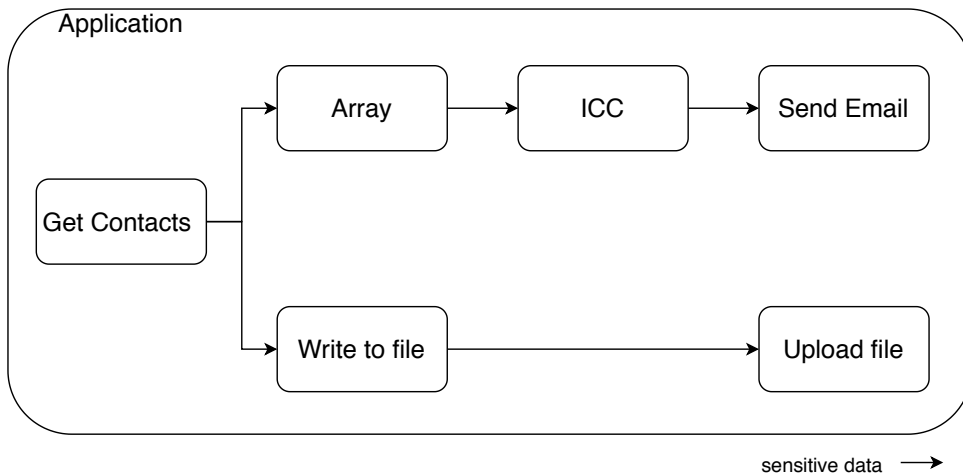 Application
Array
ICC
Send Email
Get Contacts
Write to file
Upload file
sensitive data